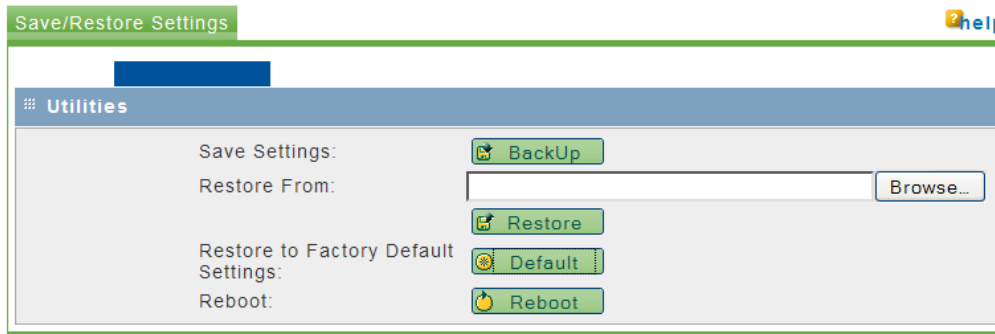 Save/Restore Settings
help
Utilities
Save Settings:
BackUp
Restore From:
Browse...
Restore
Restore to Factory Default
Settings:
Default
Reboot:
Reboot